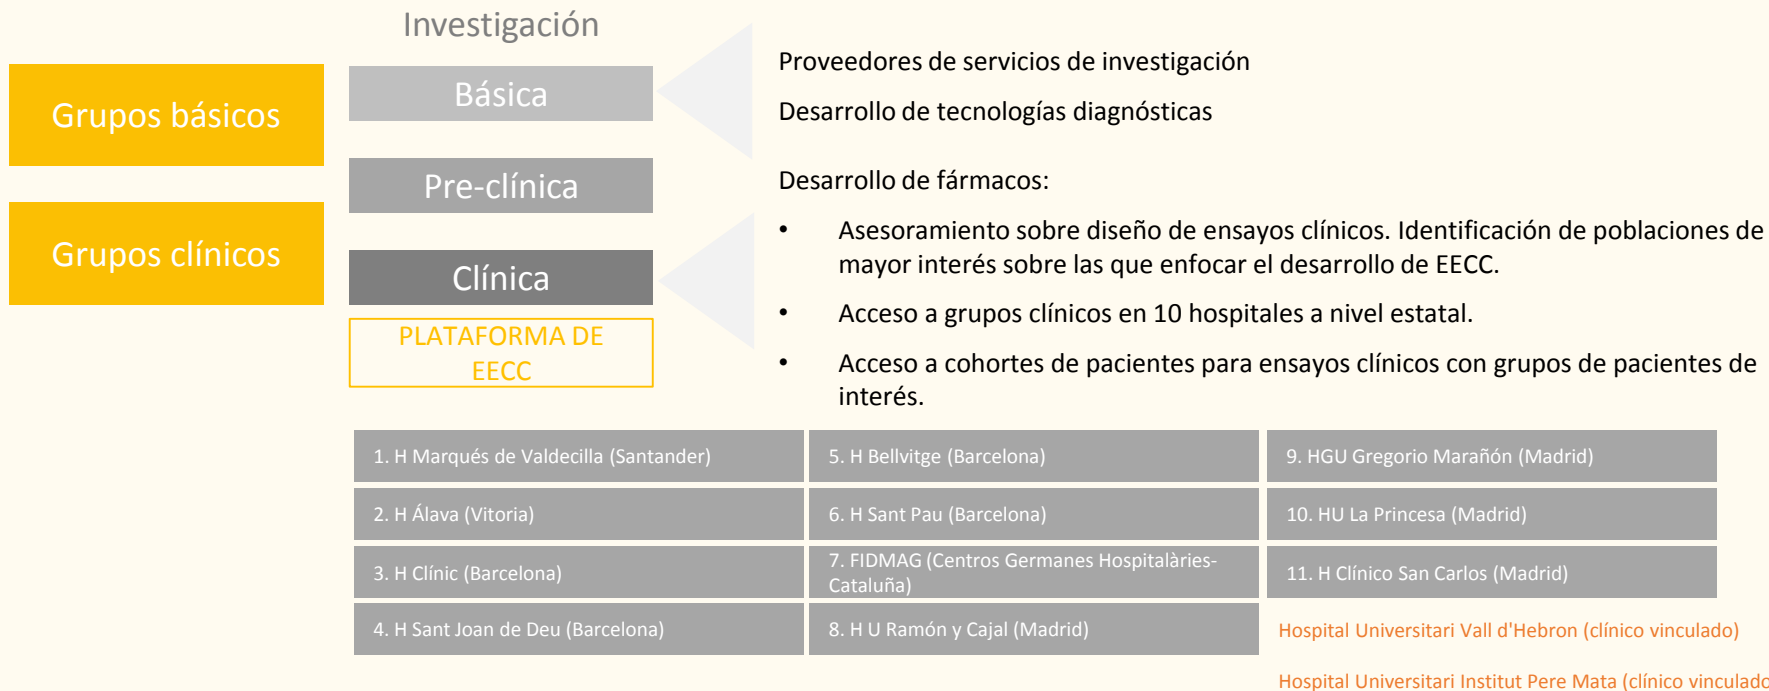 Investigación
Grupos básicos
Grupos clínicos
Básica
Pre-clínica
Clínica
PLATAFORMA DE
EECC
Proveedores de servicios de investigación
Desarrollo de tecnologías diagnósticas
Desarrollo de fármacos:
• Asesoramiento sobre diseño de ensayos clínicos. Identificación de poblaciones de
mayor interés sobre las que enfocar el desarrollo de EECC.
• Acceso a grupos clínicos en 10 hospitales a nivel estatal.
• Acceso a cohortes de pacientes para ensayos clínicos con grupos de pacientes de
interés.
1. H Marqués de Valdecilla (Santander)
2. H Álava (Vitoria)
3. H Clínic (Barcelona)
4. H Sant Joan de Deu (Barcelona)
5. H Bellvitge (Barcelona)
6. H Sant Pau (Barcelona)
7. FIDMAG (Centros Germanes Hospitalàries-
Cataluña)
8. H U Ramón y Cajal (Madrid)
9. HGU Gregorio Marañón (Madrid)
10. HU La Princesa (Madrid)
11. H Clínico San Carlos (Madrid)
Hospital Universitari Vall d'Hebron (clínico vinculado)
Hospital Universitari Institut Pere Mata (clínico vinculado